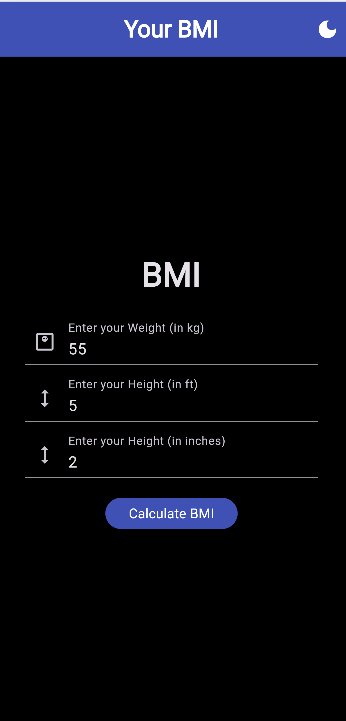 Your BMI
BMI
Enter your Weight (in kg)
55
Enter your Height (in ft)
5
Enter your Height (in inches)
2
Calculate BMI